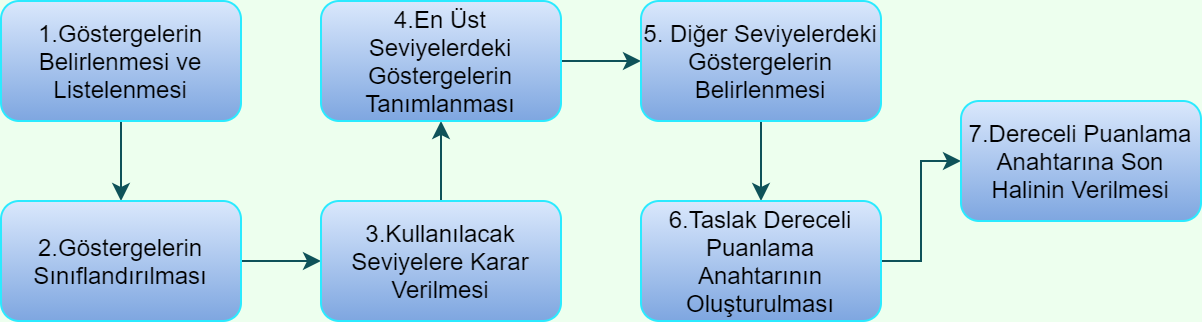 1.Göstergelerin
Belirlenmesi ve
Listelenmesi
2.Göstergelerin
Sınıflandırılması
3.Kullanılacak
Seviyelere Karar
Verilmesi
4.En Üst
Seviyelerdeki
Göstergelerin
Tanımlanması
5. Diğer Seviyelerdeki
Göstergelerin
Belirlenmesi
6.Taslak Dereceli
Puanlama
Anahtarının
Oluşturulması
7.Dereceli Puanlama
Anahtarına Son
Halinin Verilmesi